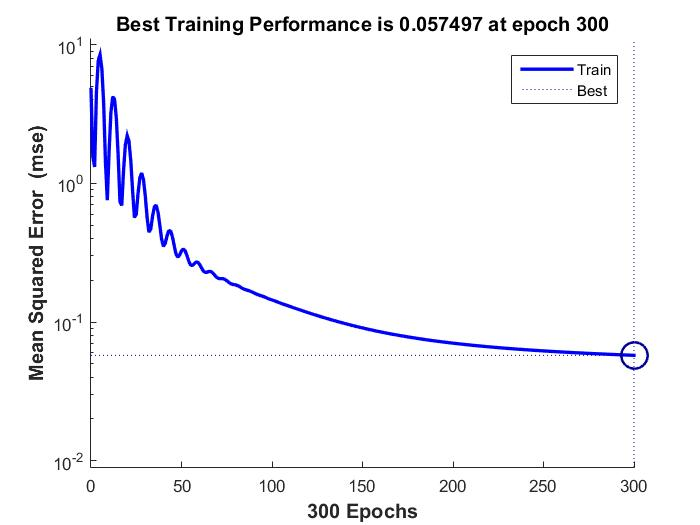 Best Training Performance is 0.057497 at epoch 300
10^1
10^0
10^-1
10^-2
Mean Squared Error (mse)
Train
Best
0 50 100 150 200 250 300
300 Epochs